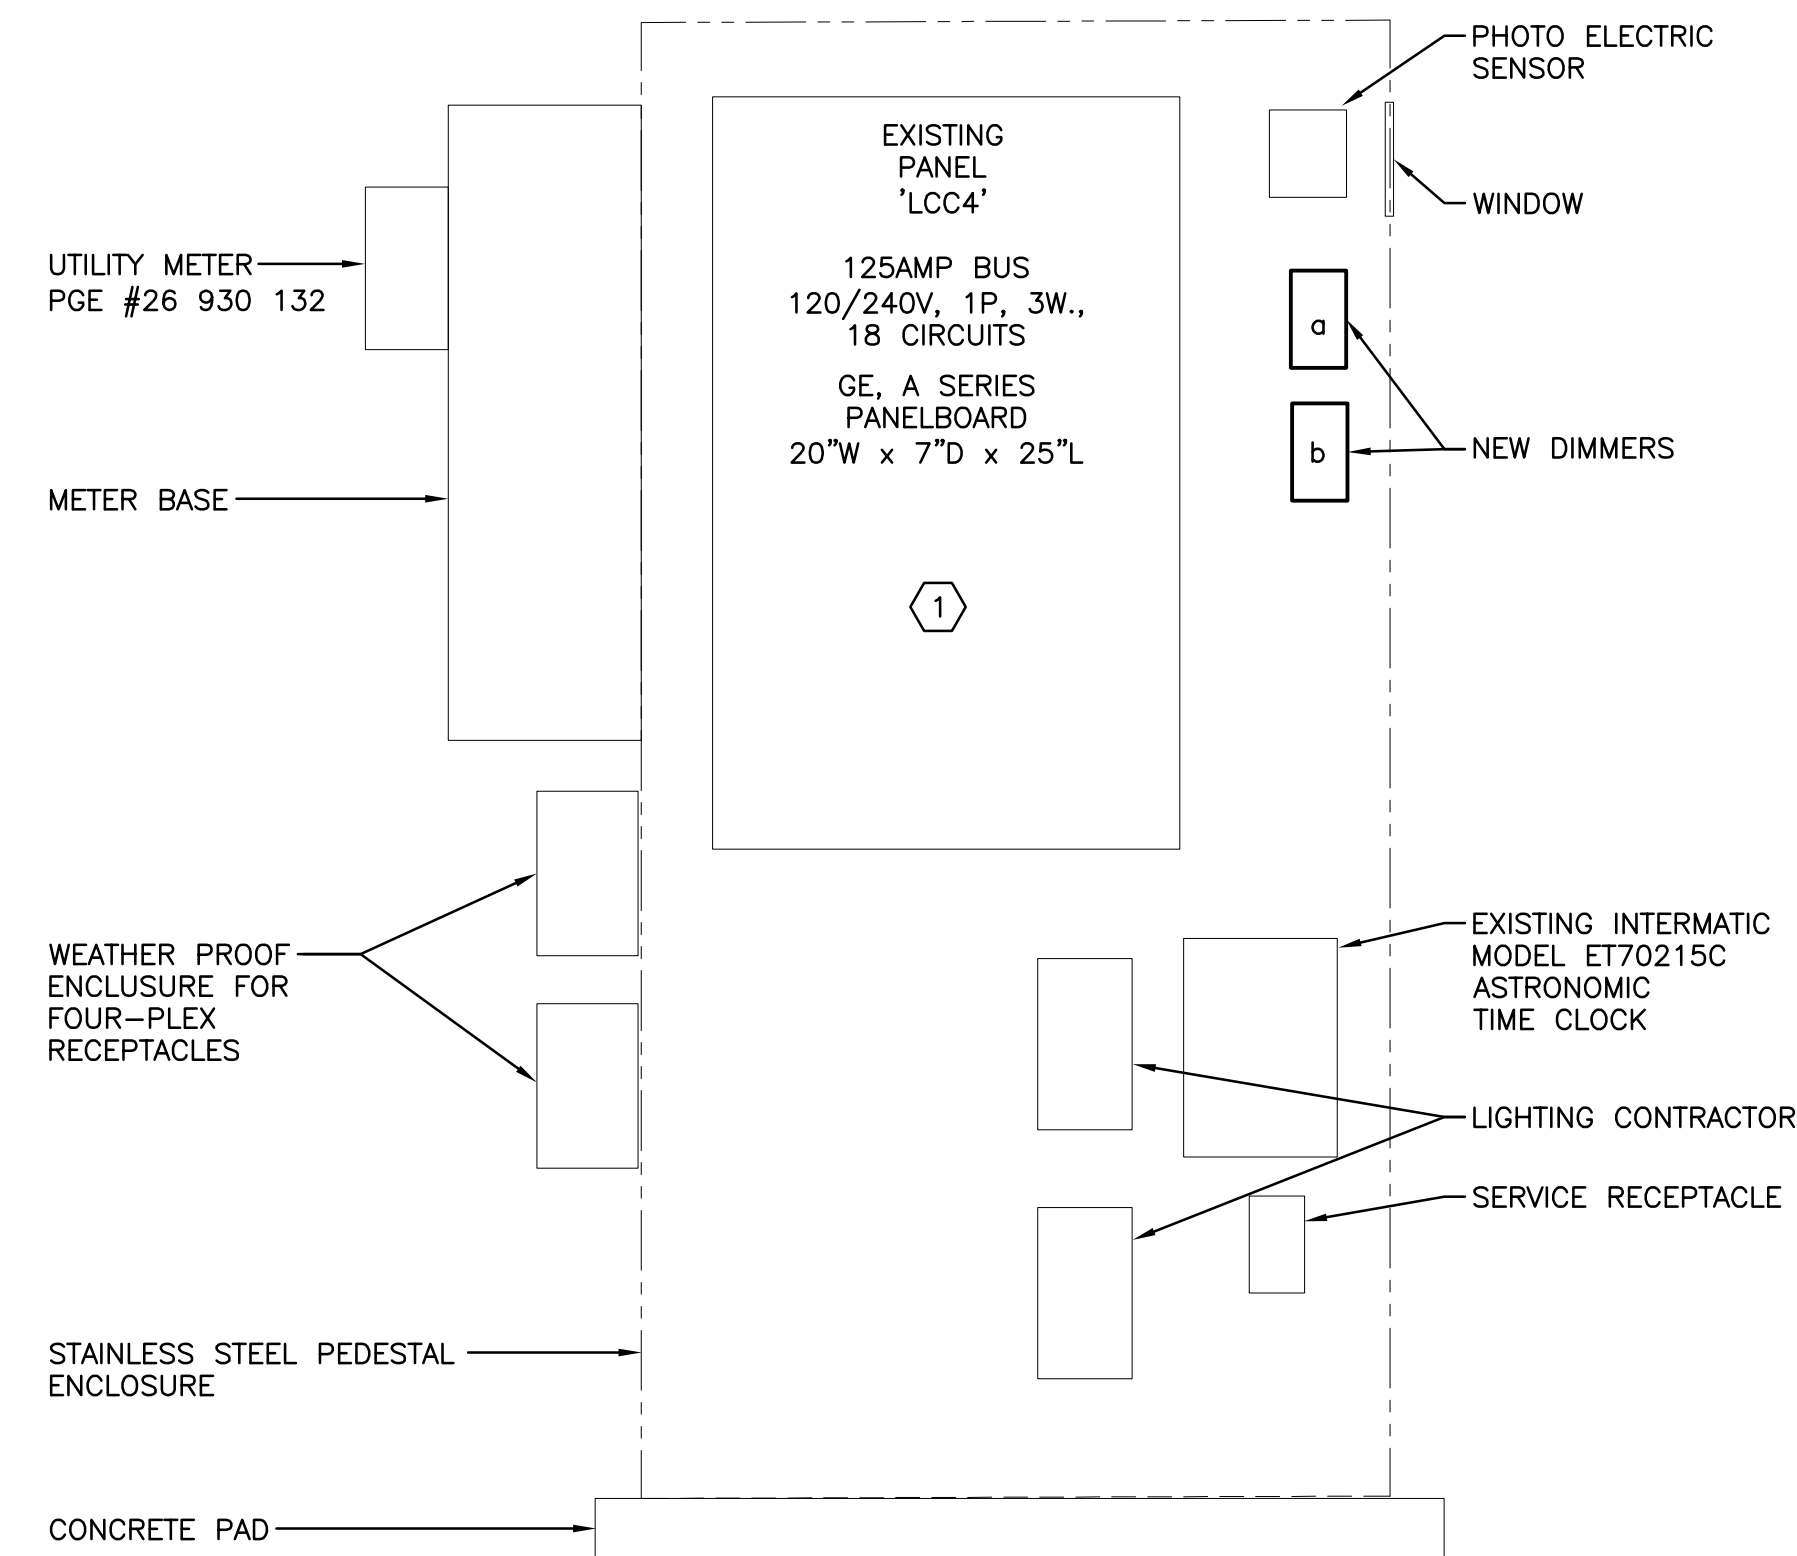 PHOTO ELECTRIC
SENSOR
EXISTING
PANEL
'LCC4'
WINDOW
UTILITY METER
PGE #26 930 132
125AMP BUS
120/240V, 1P, 3W.,
18 CIRCUITS
a
GE, A SERIES
PANELBOARD
20"W x 7"D x 25"L
b
NEW DIMMERS
METER BASE
1
EXISTING INTERMATIC
MODEL ET70215C
ASTRONOMIC
TIME CLOCK
WEATHER PROOF
ENCLUSURE FOR
FOUR-PLEX
RECEPTACLES
LIGHTING CONTRACTOR
SERVICE RECEPTACLE
STAINLESS STEEL PEDESTAL
ENCLOSURE
CONCRETE PAD